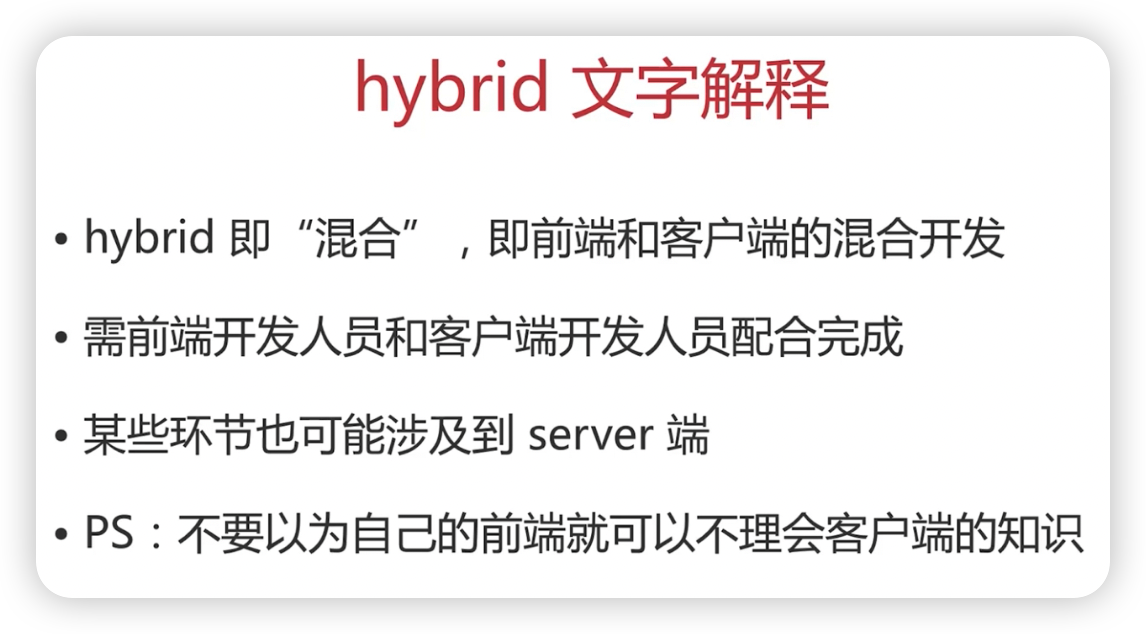 hybrid 文字解释
• hybrid 即“混合”，即前端和客户端的混合开发
• 需前端开发人员和客户端开发人员配合完成
• 某些环节也可能涉及到 server 端
• PS：不要以为自己的前端就可以不理会客户端的知识